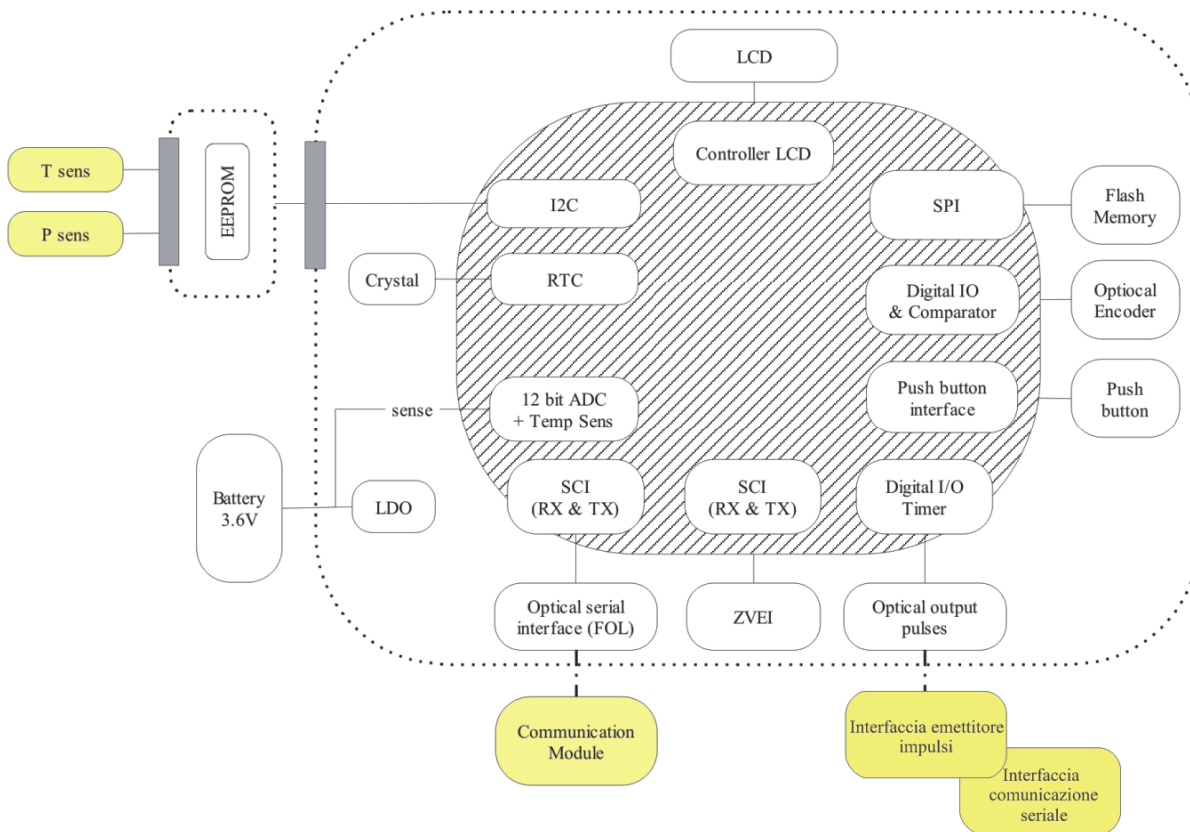 LCD
Controller LCD
T sens
P sens
EEPROM
I2C
SPI
Flash
Memory
Crystal
RTC
Digital IO
& Comparator
Optiocal
Encoder
sense
12 bit ADC
+ Temp Sens
Push button
interface
Push
button
Battery
3.6V
LDO
SCI
(RX & TX)
SCI
(RX & TX)
Digital I/O
Timer
Optical serial
interface (FOL)
ZVEI
Optical output
pulses
Communication
Module
Interfaccia emettitore
impulsi
Interfaccia
comunicazione
seriale